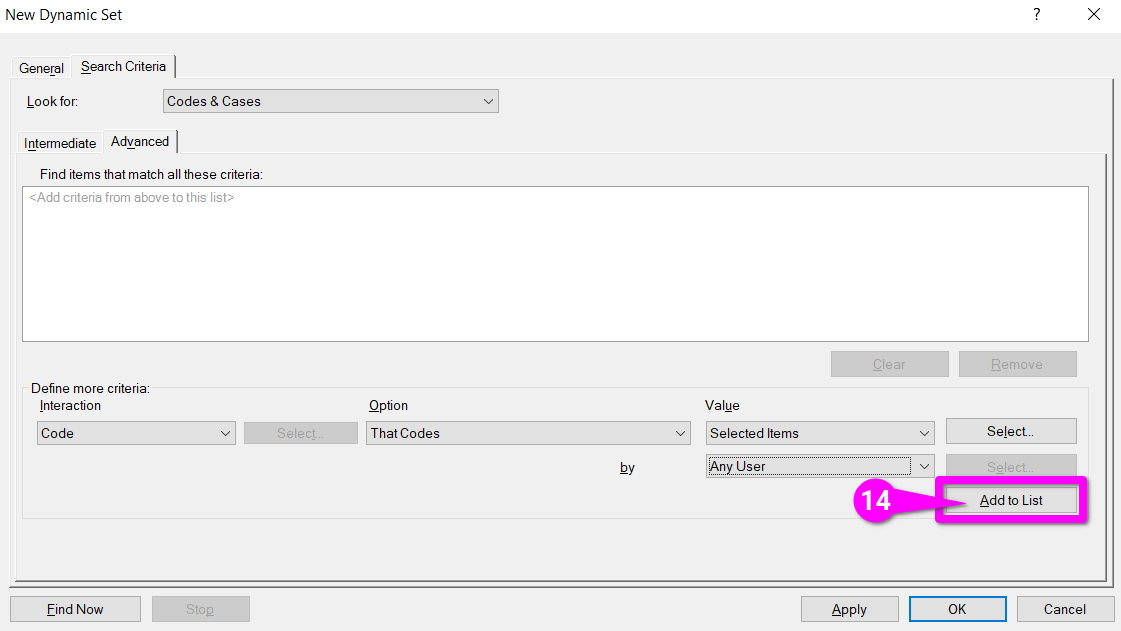 New Dynamic Set ?
General Search Criteria
Look for: Codes & Cases
Intermediate Advanced
Find items that match all these criteria:
<Add criteria from above to this list>
Clear Remove
Define more criteria:
Interaction Option Value
Code Select... That Codes Selected Items Select...
by Any User Select...
14 Add to List
Find Now Stop Apply OK Cancel